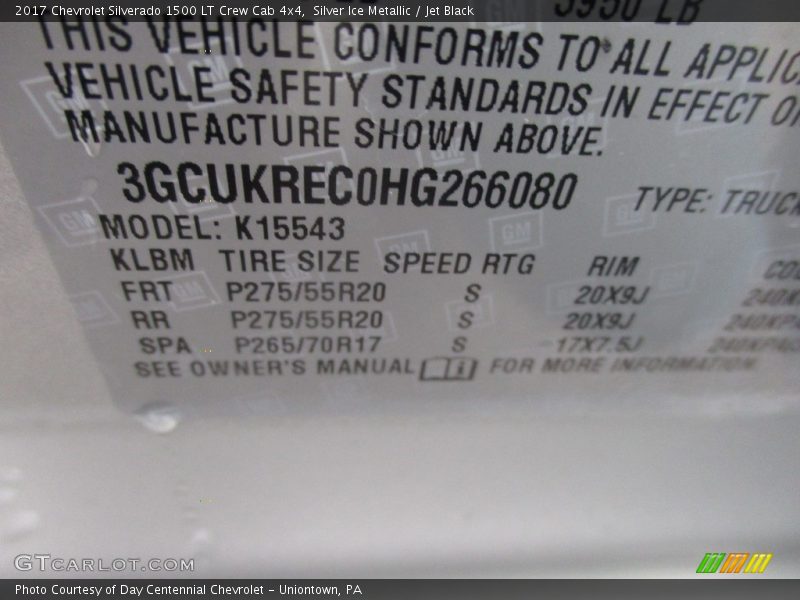 2017 Chevrolet Silverado 1500 LT Crew Cab 4x4, Silver Ice Metallic / Jet Black
5950 LB
THIS VEHICLE CONFORMS TO ALL
VEHICLE SAFETY STANDARDS IN EFFECT
MANUFACTURE SHOWN ABOVE.
3GCUKREC0HG266080 TYPE: TRUCK
MODEL: K15543
KLBM TIRE SIZE SPEED RTG RIM
FRT P275/55R20 S 20X9J
RR P275/55R20 S 20X9J
SPA P265/70R17 S 17X7.5J
SEE OWNER'S MANUAL FOR MORE INFORMATION
GTCARLOT.COM
Photo Courtesy of Day Centennial Chevrolet - Uniontown, PA